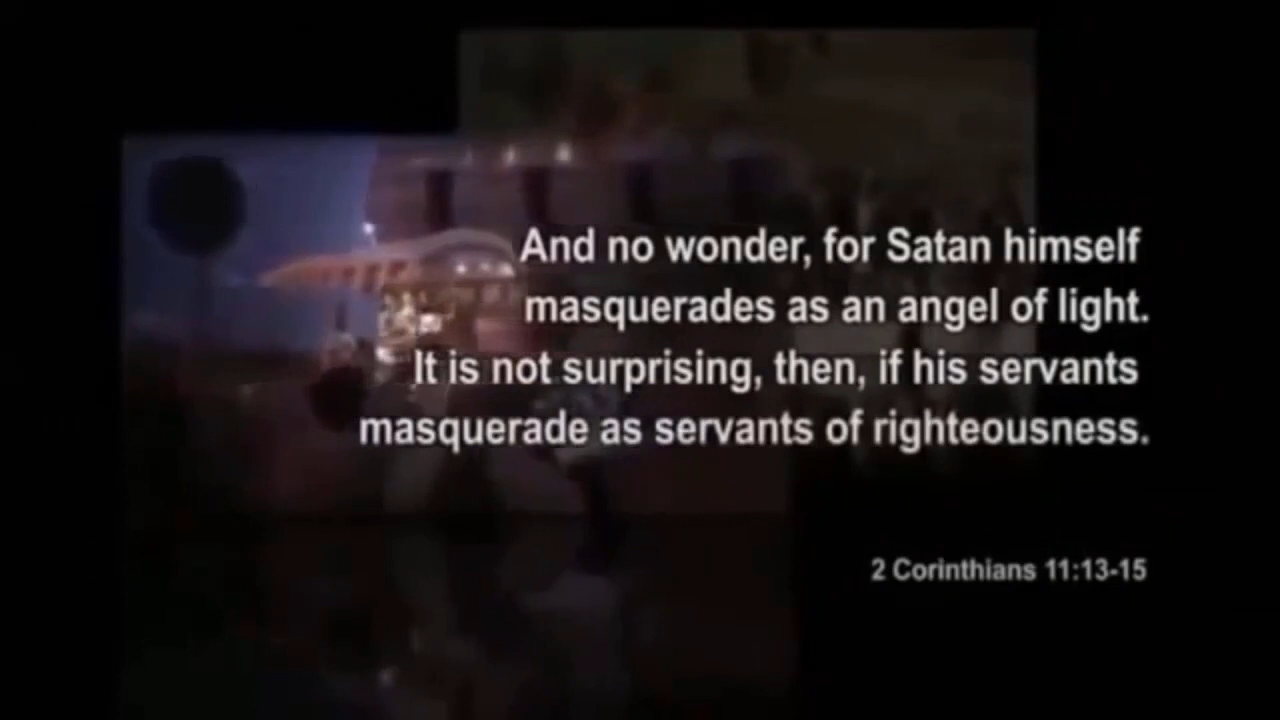 And no wonder, for Satan himself
masquerades as an angel of light.
It is not surprising, then, if his servants
masquerade as servants of righteousness.
2 Corinthians 11:13-15